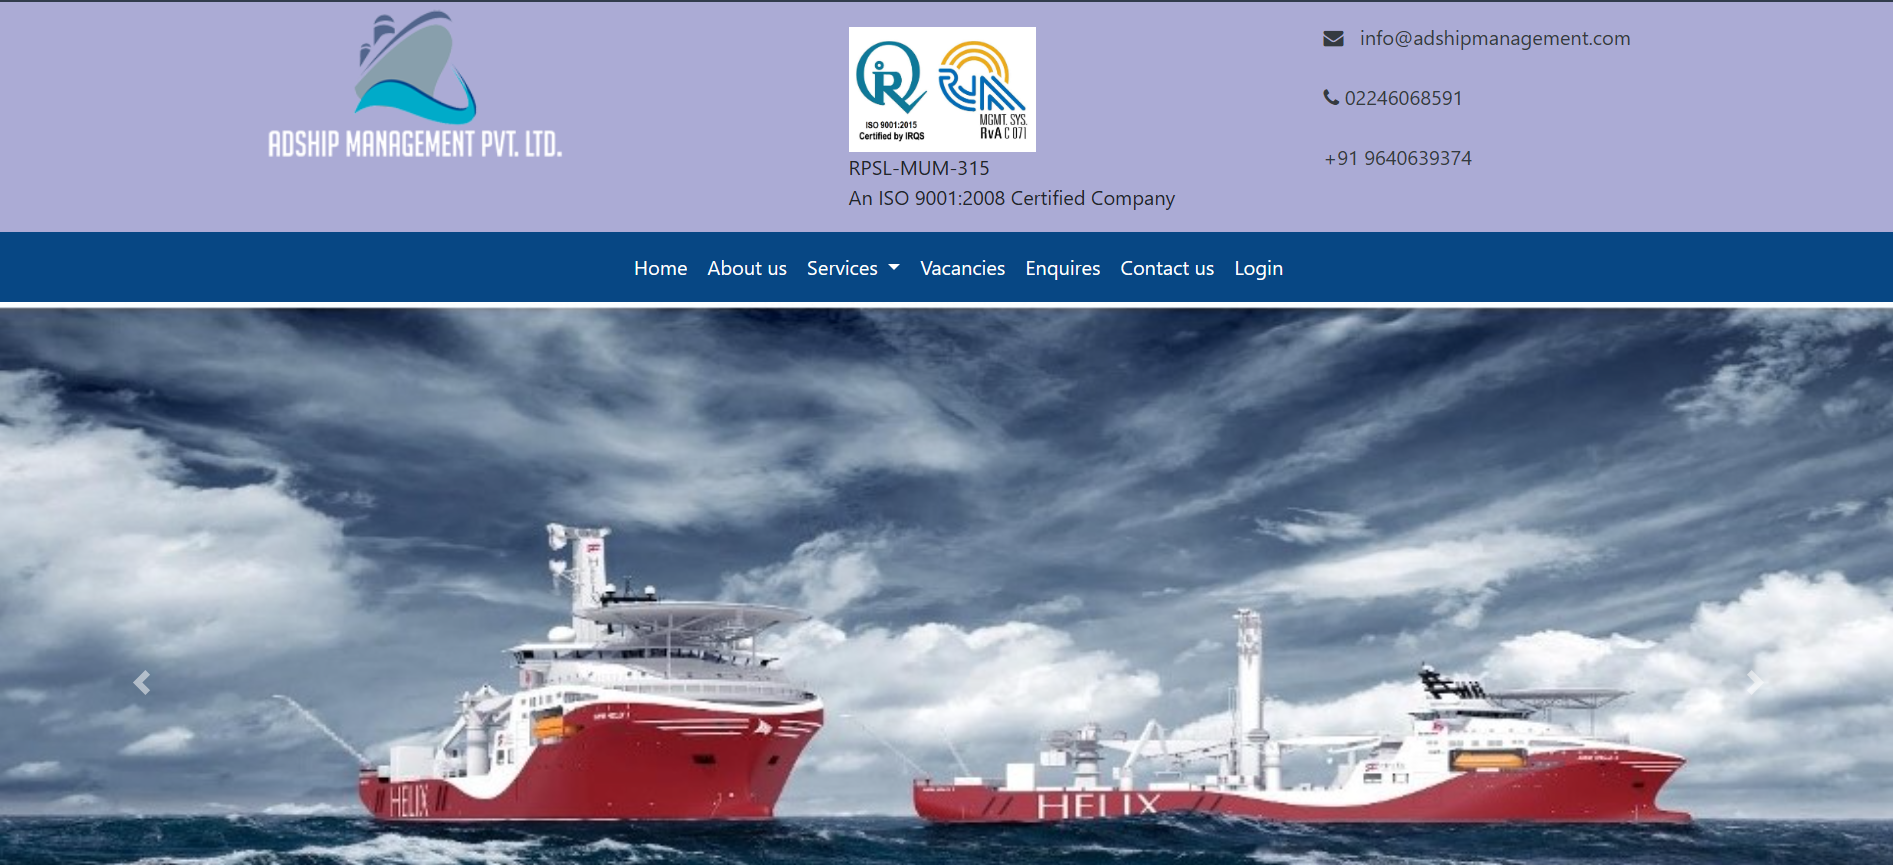 ADSHIP MANAGEMENT PVT. LTD.
ISO 9001:2015
Certified by IRQS
MGMT. SYS.
RvA C 071
RPSL-MUM-315
An ISO 9001:2008 Certified Company
info@adshipmanagement.com
02246068591
+91 9640639374
Home About us Services Vacancies Enquires Contact us Login
HELIX
HELIX